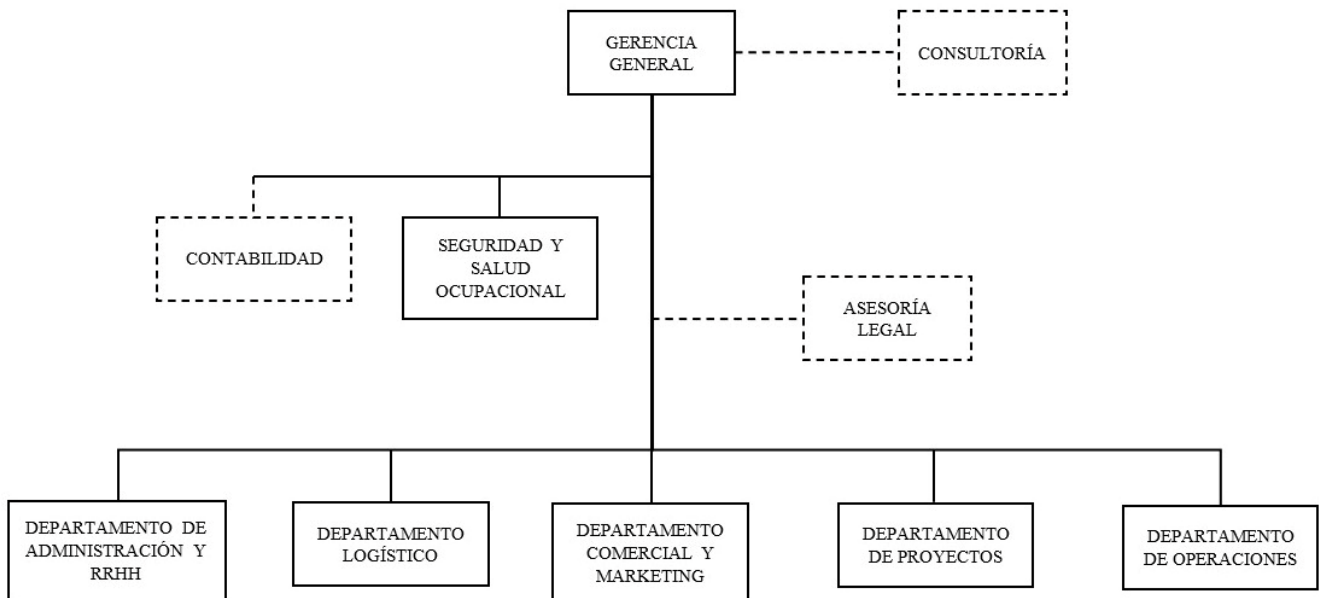 GERENCIA
GENERAL
CONSULTORÍA
CONTABILIDAD
SEGURIDAD Y
SALUD
OCUPACIONAL
ASESORÍA
LEGAL
DEPARTAMENTO DE
ADMINISTRACIÓN Y
RRHH
DEPARTAMENTO
LOGÍSTICO
DEPARTAMENTO
COMERCIAL Y
MARKETING
DEPARTAMENTO
DE PROYECTOS
DEPARTAMENTO
DE OPERACIONES